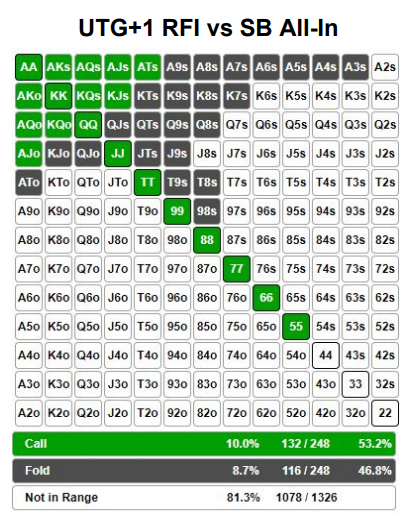 UTG+1 RFI vs SB All-In
AA AKs AQs AJs ATs A9s A8s A7s A6s A5s A4s A3s A2s
AKo KK KQs KJs KTs K9s K8s K7s K6s K5s K4s K3s K2s
AQo KQo QQ QJs QTs Q9s Q8s Q7s Q6s Q5s Q4s Q3s Q2s
AJo KJo QJo JJ JTs J9s J8s J7s J6s J5s J4s J3s J2s
ATo KTo QTo JTo TT T9s T8s T7s T6s T5s T4s T3s T2s
A9o K9o Q9o J9o T9o 99 98s 97s 96s 95s 94s 93s 92s
A8o K8o Q8o J8o T8o 98o 88 87s 86s 85s 84s 83s 82s
A7o K7o Q7o J7o T7o 97o 87o 77 76s 75s 74s 73s 72s
A6o K6o Q6o J6o T6o 96o 86o 76o 66 65s 64s 63s 62s
A5o K5o Q5o J5o T5o 95o 85o 75o 65o 55 54s 53s 52s
A4o K4o Q4o J4o T4o 94o 84o 74o 64o 54o 44 43s 42s
A3o K3o Q3o J3o T3o 93o 83o 73o 63o 53o 43o 33 32s
A2o K2o Q2o J2o T2o 92o 82o 72o 62o 52o 42o 32o 22
Call 10.0% 132 / 248 53.2%
Fold 8.7% 116 / 248 46.8%
Not in Range 81.3% 1078 / 1326